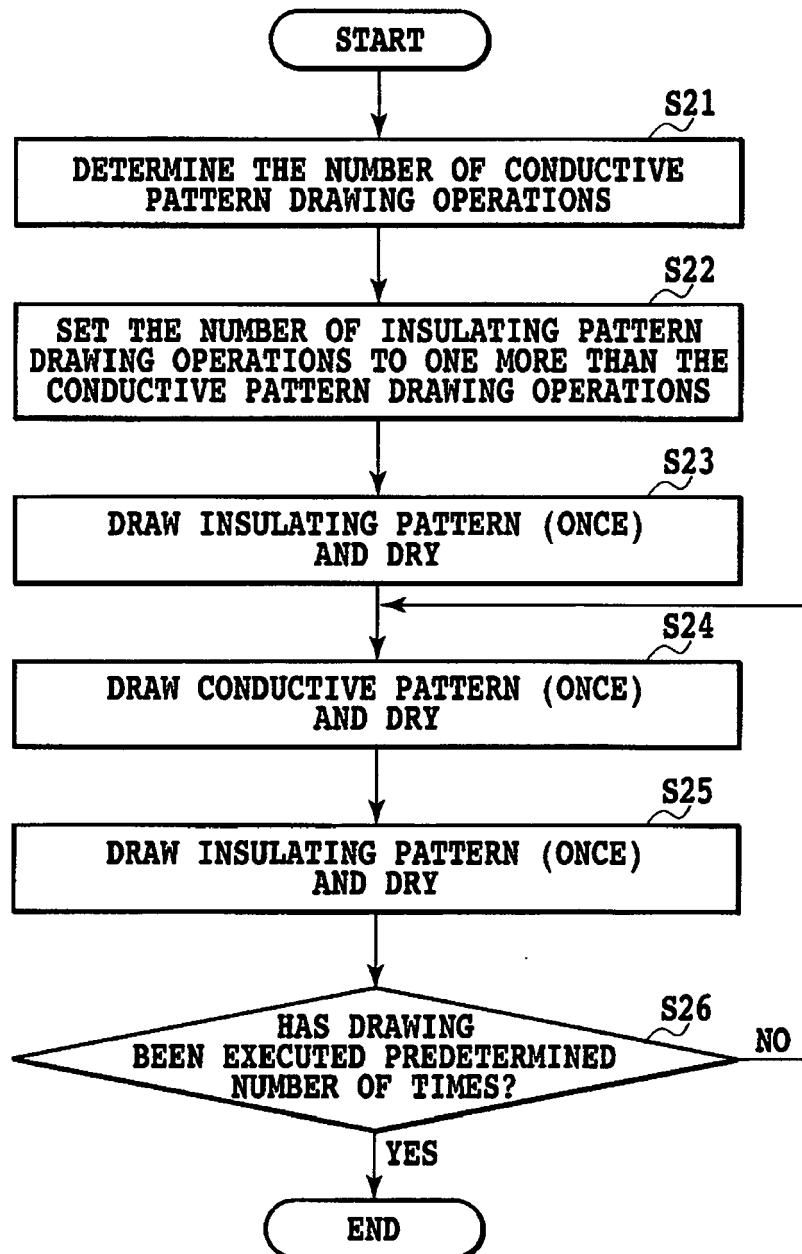 START
S21
DETERMINE THE NUMBER OF CONDUCTIVE
PATTERN DRAWING OPERATIONS
S22
SET THE NUMBER OF INSULATING PATTERN
DRAWING OPERATIONS TO ONE MORE THAN THE
CONDUCTIVE PATTERN DRAWING OPERATIONS
S23
DRAW INSULATING PATTERN (ONCE)
AND DRY
S24
DRAW CONDUCTIVE PATTERN (ONCE)
AND DRY
S25
DRAW INSULATING PATTERN (ONCE)
AND DRY
S26
HAS DRAWING
BEEN EXECUTED PREDETERMINED
NUMBER OF TIMES?
NO
YES
END